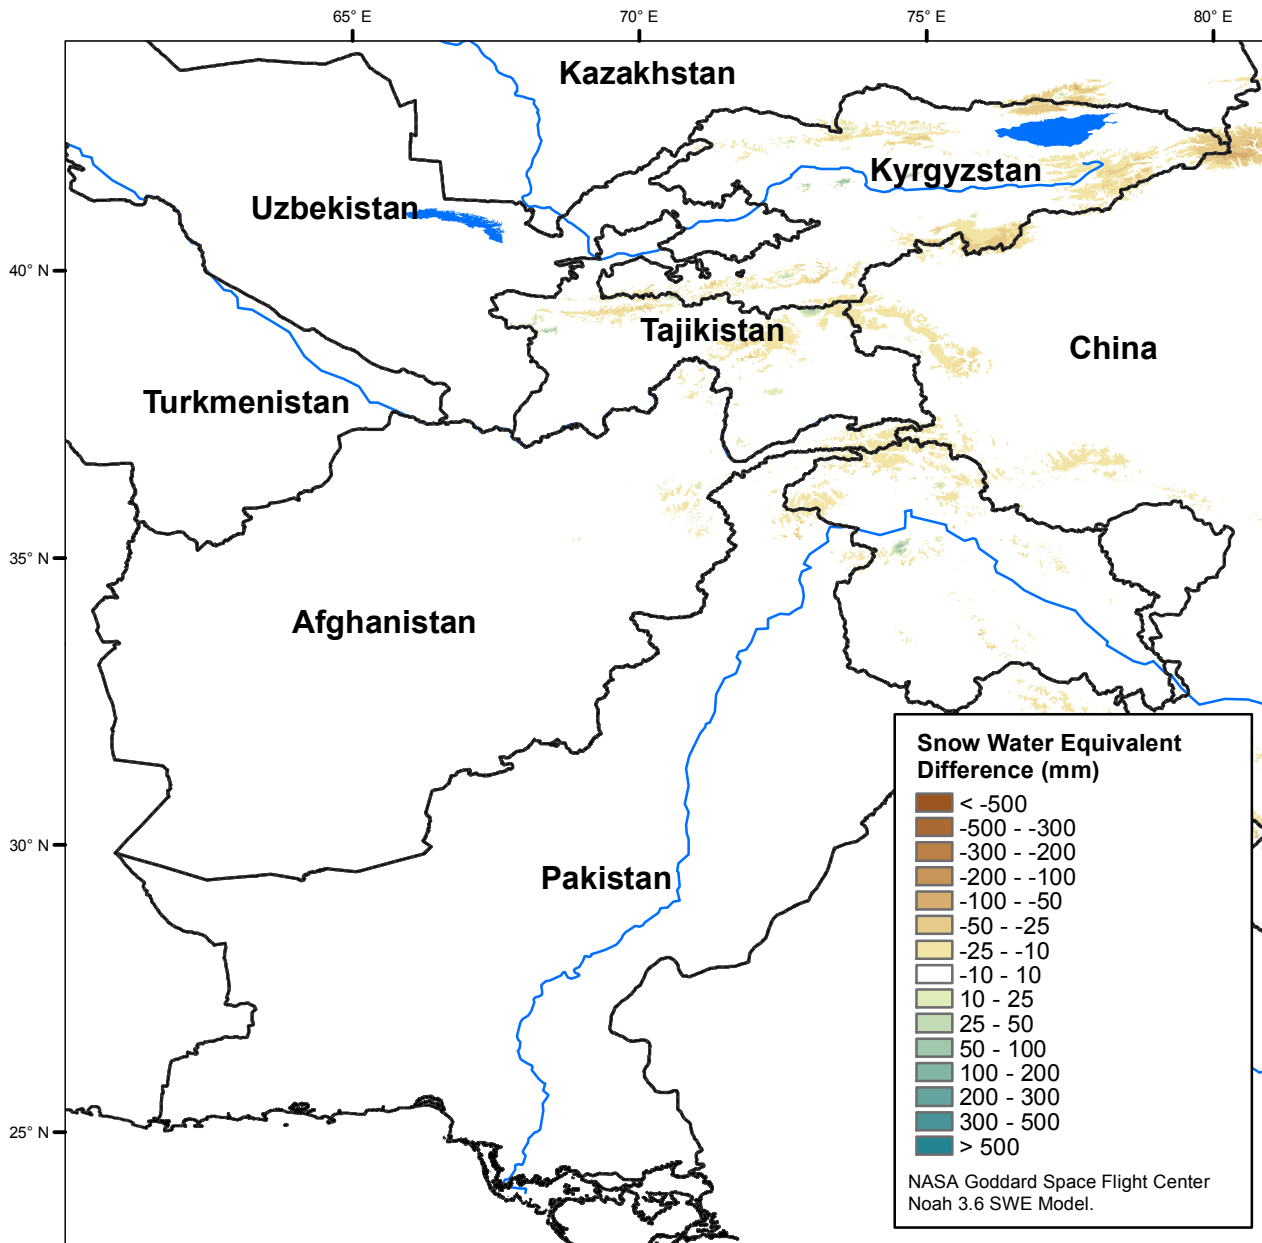 65° E
70° E
75° E
80° E
Kazakhstan
Kyrgyzstan
Uzbekistan
40° N
Tajikistan
China
Turkmenistan
35° N
Afghanistan
30° N
Pakistan
25° N
Snow Water Equivalent
Difference (mm)
< -500
-500 - -300
-300 - -200
-200 - -100
-100 - -50
-50 - -25
-25 - -10
-10 - 10
10 - 25
25 - 50
50 - 100
100 - 200
200 - 300
300 - 500
> 500
NASA Goddard Space Flight Center
Noah 3.6 SWE Model.